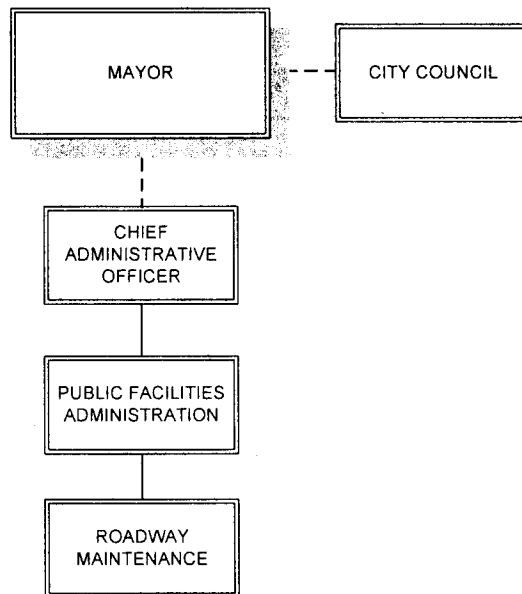 MAYOR
CITY COUNCIL
CHIEF
ADMINISTRATIVE
OFFICER
PUBLIC FACILITIES
ADMINISTRATION
ROADWAY
MAINTENANCE